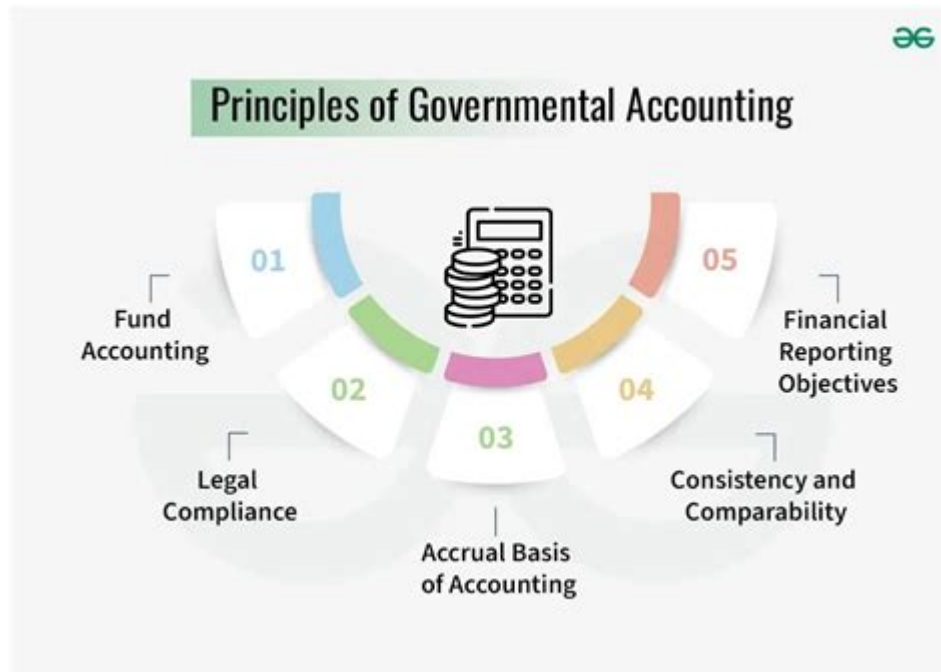 Principles of Governmental Accounting
01
Fund
Accounting
02
Legal
Compliance
03
Accrual Basis
of Accounting
04
Consistency and
Comparability
05
Financial
Reporting
Objectives